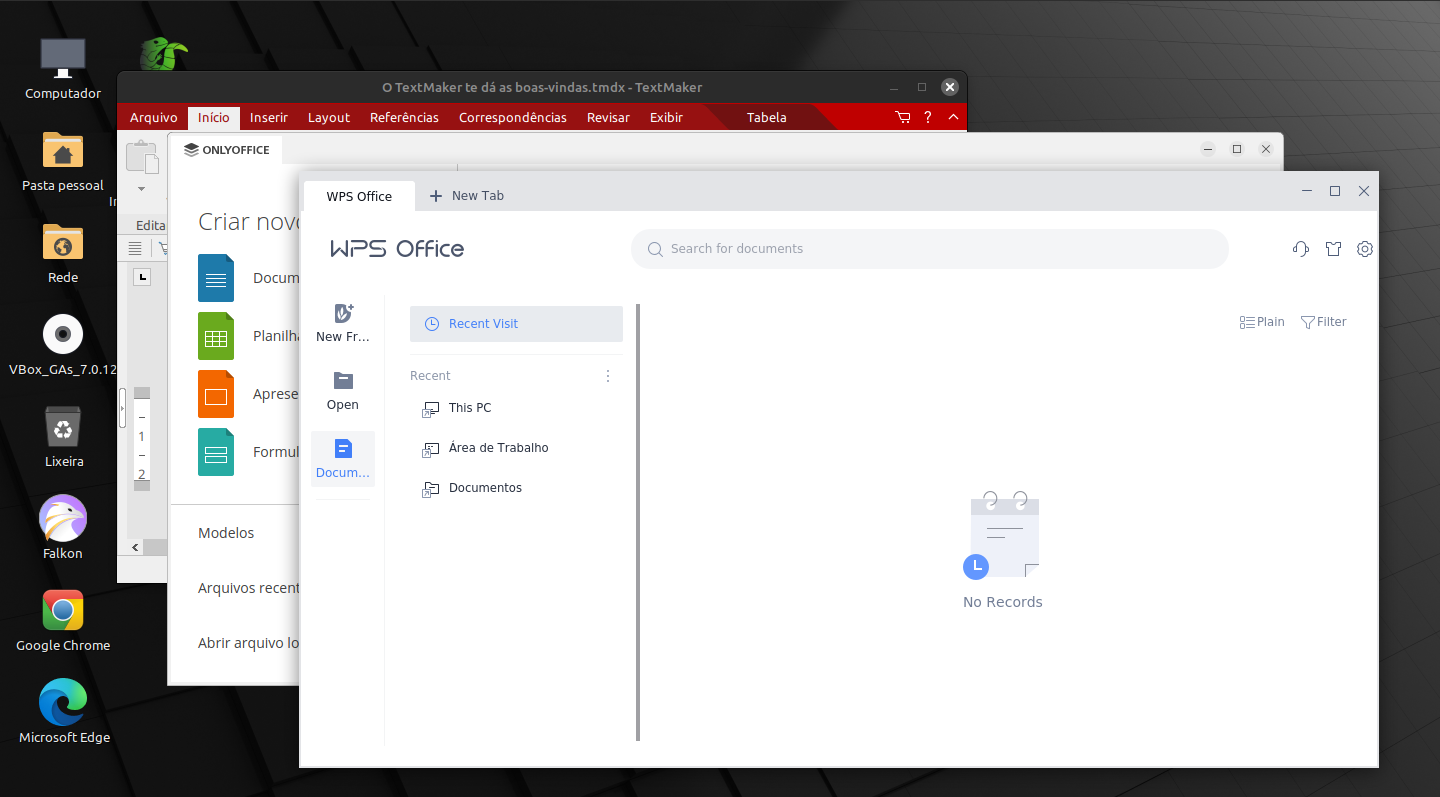 Computador
Pasta pessoal
Rede
VBox_GAs_7.0.12
Lixeira
Falkon
Google Chrome
Microsoft Edge
O TextMaker te dá as boas-vindas.tmdx - TextMaker
Arquivo Início Inserir Layout Referências Correspondências Revisar Exibir Tabela
Edita
1
2
ONLYOFFICE
Criar novo
Docum
Planilha
Aprese
Formul
Modelos
Arquivos recent
Abrir arquivo lo
WPS Office
New Tab
WPS Office
Search for documents
New Fr...
Open
Docum...
Recent Visit
Recent
This PC
Área de Trabalho
Documentos
Plain
Filter
No Records